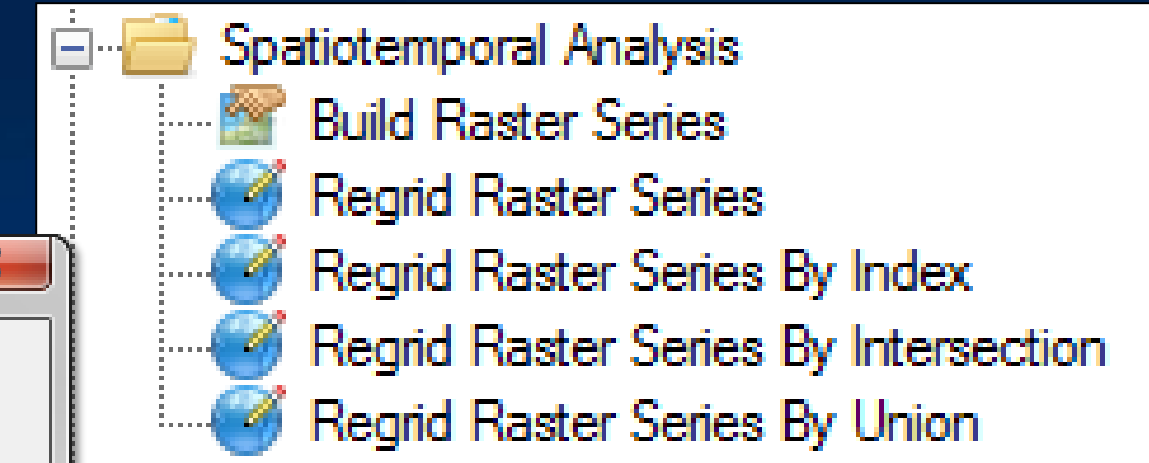 Spatiotemporal Analysis
Build Raster Series
Regrid Raster Series
Regrid Raster Series By Index
Regrid Raster Series By Intersection
Regrid Raster Series By Union